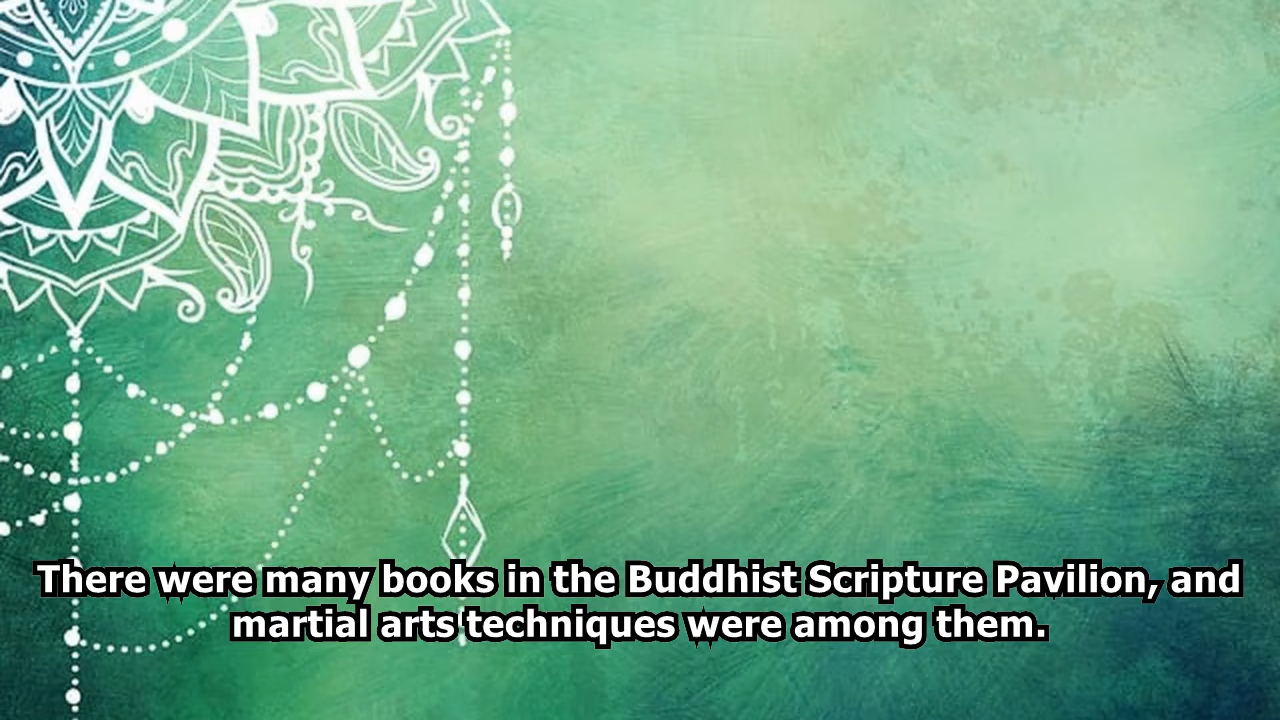 There were many books in the Buddhist Scripture Pavilion, and
martial arts techniques were among them.